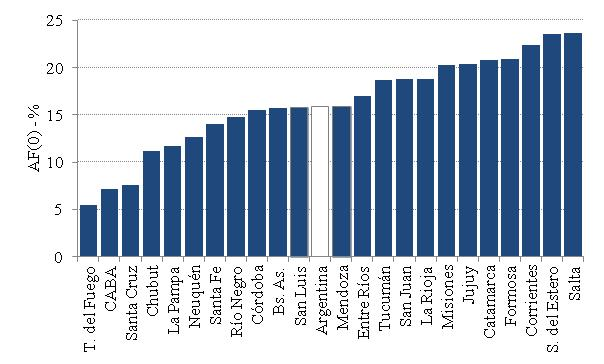 25
20
15
10
5
0
AF(0) - %
T. del Fuego
CABA
Santa Cruz
Chubut
La Pampa
Neuquén
Santa Fe
Río Negro
Córdoba
Bs. As.
San Luis
Argentina
Mendoza
Entre Ríos
Tucumán
San Juan
La Rioja
Misiones
Jujuy
Catamarca
Formosa
Corrientes
S. del Estero
Salta